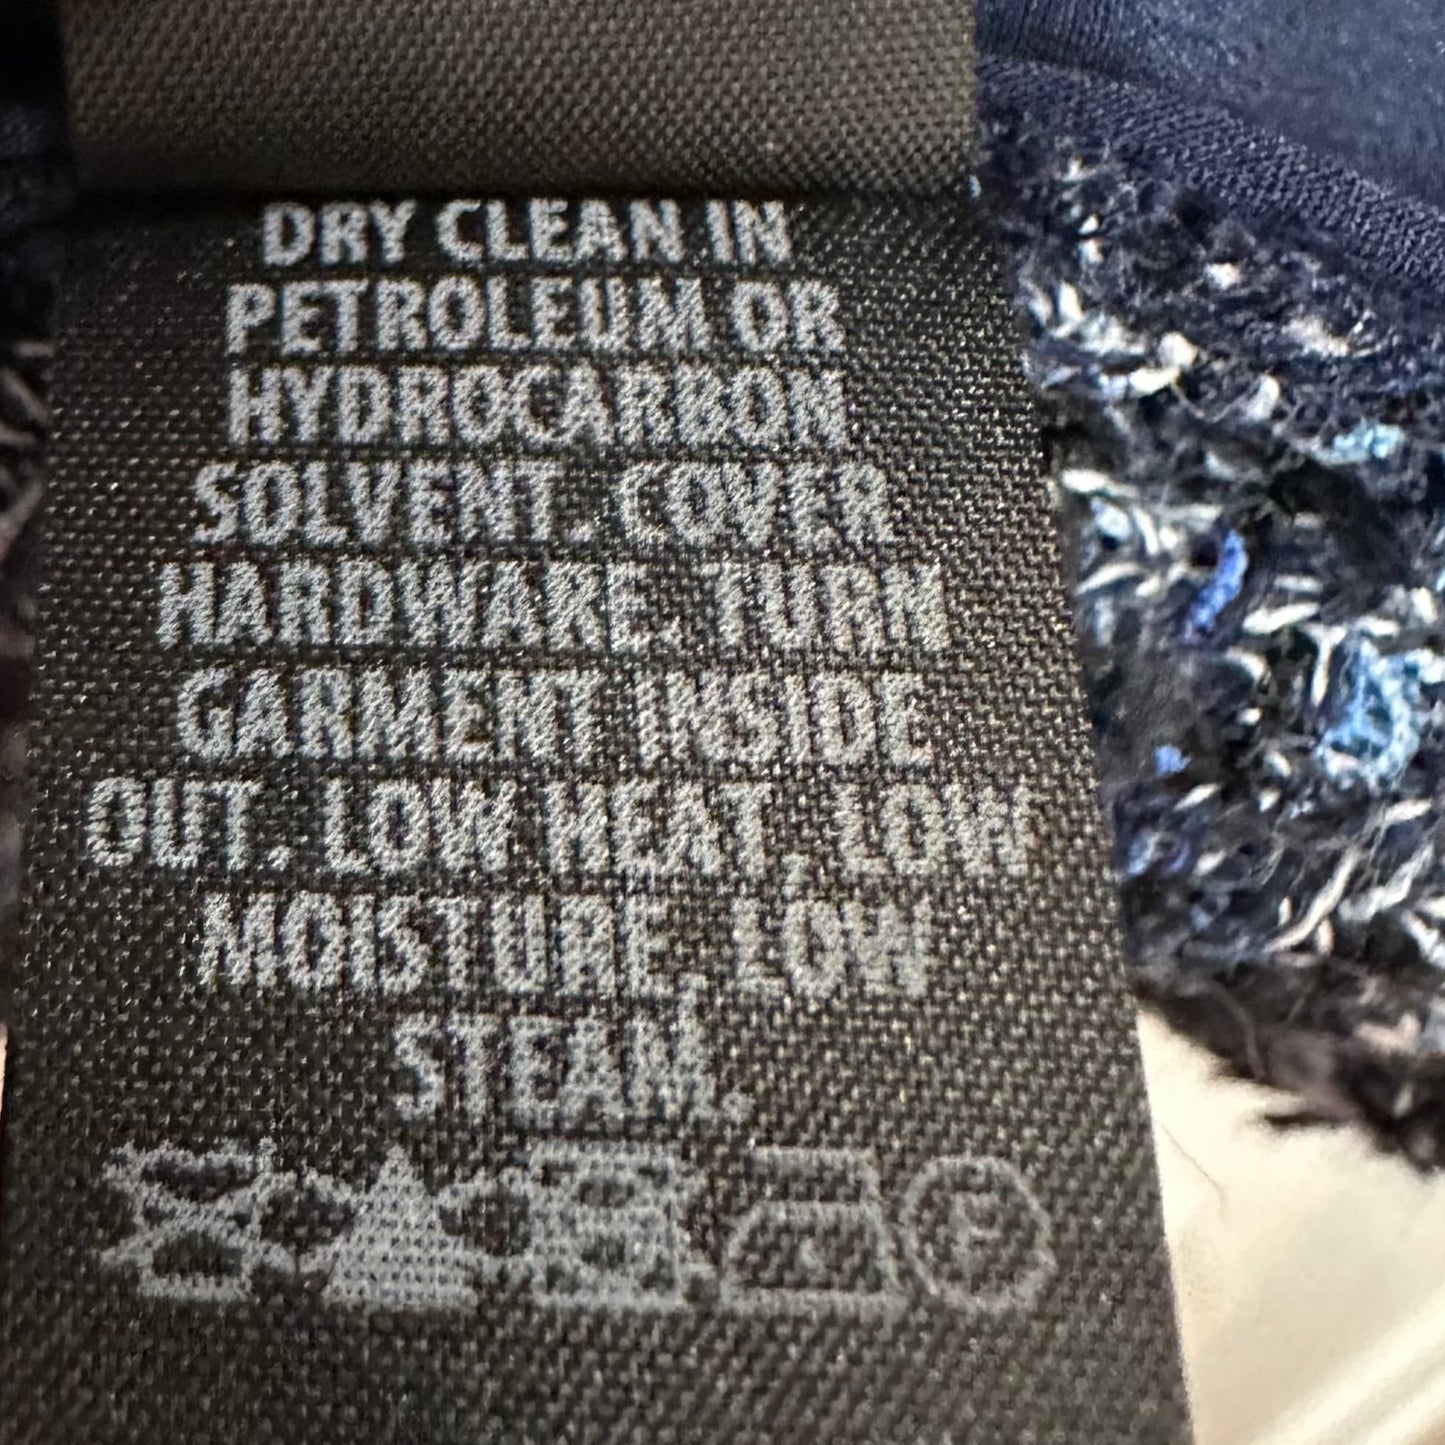 DRY CLEAN IN
PETROLEUM OR
HYDROCARBON
SOLVENT. COVER
HARDWARE. TURN
GARMENT INSIDE
OUT. LOW HEAT, LOW
MOISTURE, LOW
STEAM.
F